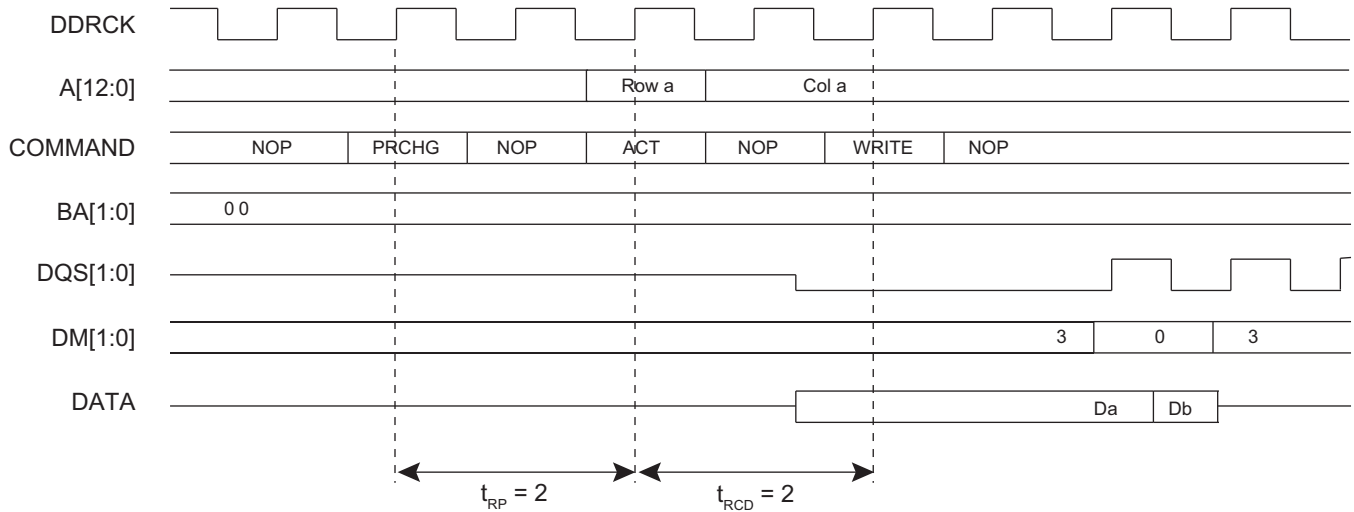 DDRCK
A[12:0] Row a Col a
COMMAND NOP PRCHG NOP ACT NOP WRITE NOP
BA[1:0] 0 0
DQS[1:0]
DM[1:0] 3 0 3
DATA Da Db
tRP = 2 tRCD = 2